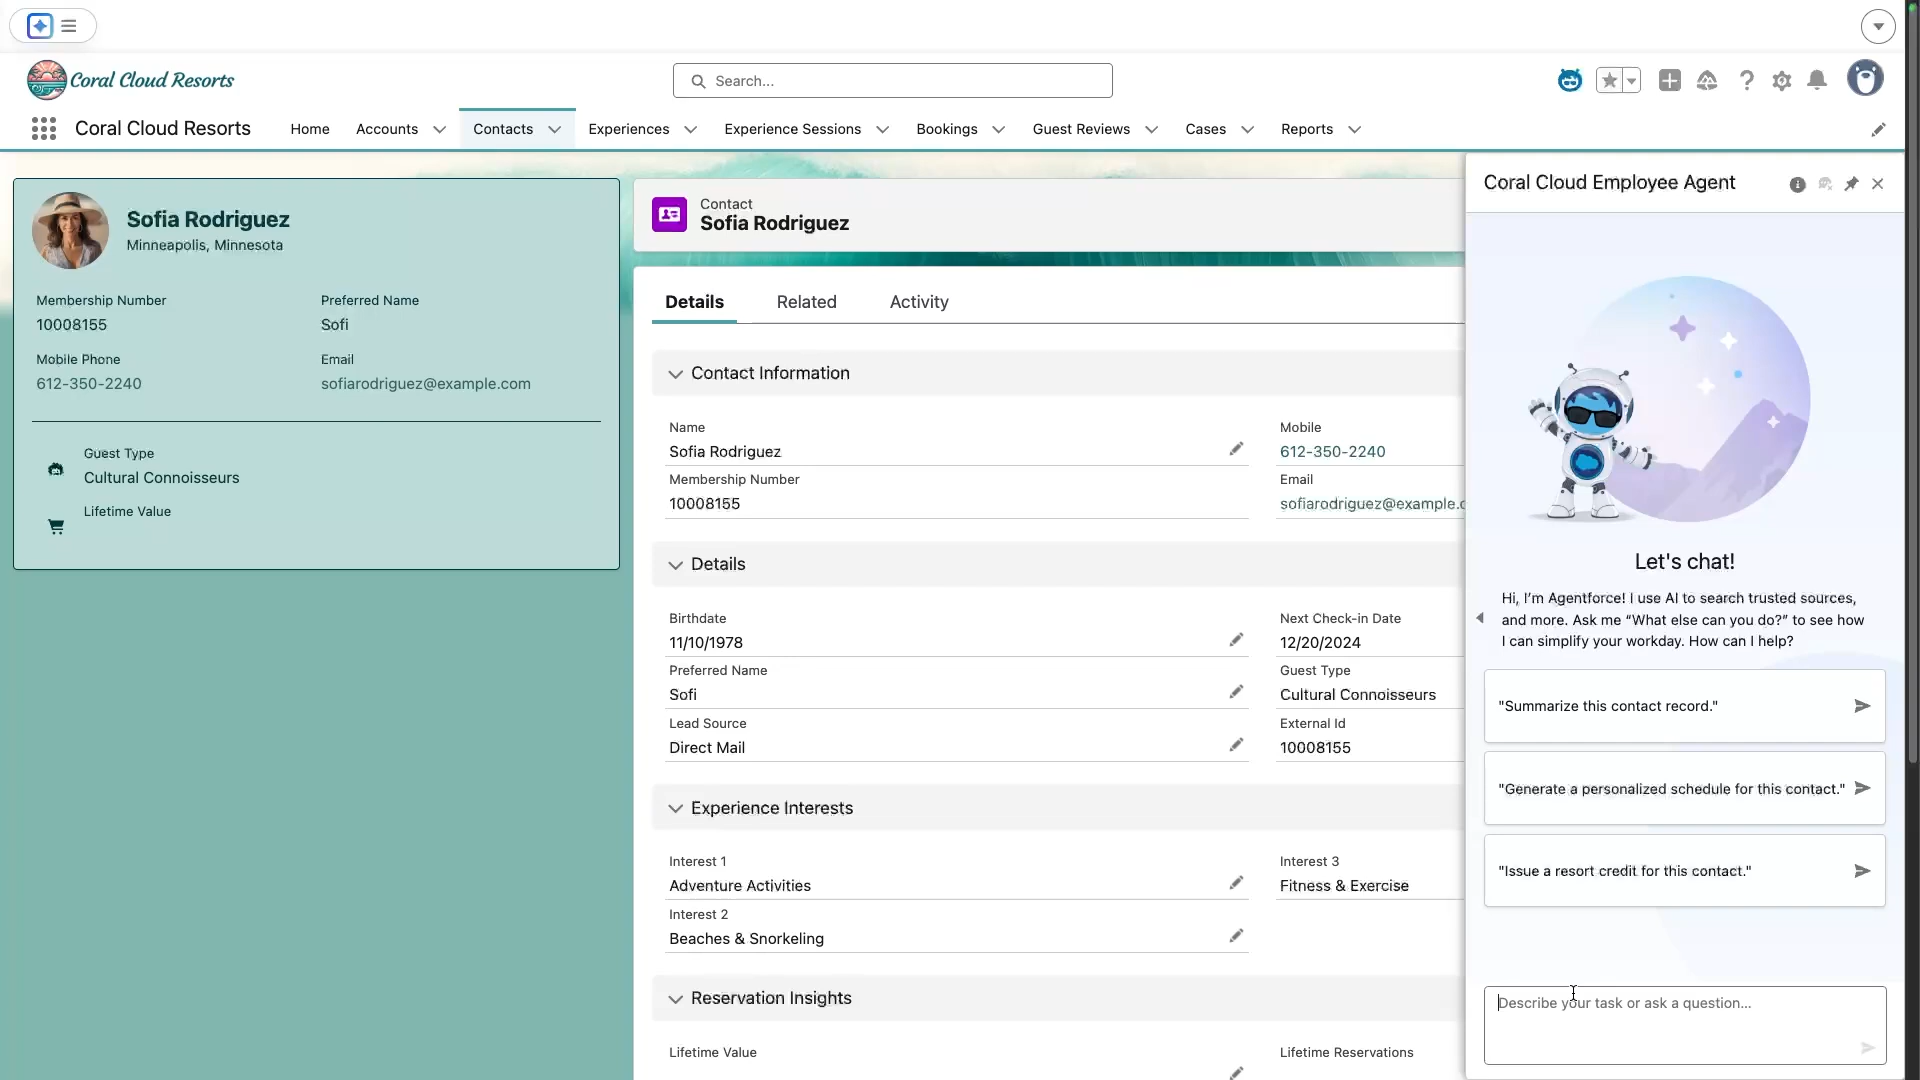 Coral Cloud Resorts
Search...
Coral Cloud Resorts
Home
Accounts
Contacts
Experiences
Experience Sessions
Bookings
Guest Reviews
Cases
Reports
Sofia Rodriguez
Minneapolis, Minnesota
Membership Number
Preferred Name
10008155
Sofi
Mobile Phone
Email
612-350-2240
sofiarodriguez@example.com
Guest Type
Cultural Connoisseurs
Lifetime Value
Contact
Sofia Rodriguez
Details
Related
Activity
Contact Information
Name
Mobile
Sofia Rodriguez
612-350-2240
Membership Number
Email
10008155
sofiarodriguez@example.c
Details
Birthdate
Next Check-in Date
11/10/1978
12/20/2024
Preferred Name
Guest Type
Sofi
Cultural Connoisseurs
Lead Source
External Id
Direct Mail
10008155
Experience Interests
Interest 1
Interest 3
Adventure Activities
Fitness & Exercise
Interest 2
Beaches & Snorkeling
Reservation Insights
Lifetime Value
Lifetime Reservations
Coral Cloud Employee Agent
Let's chat!
Hi, I'm Agentforce! I use AI to search trusted sources,
and more. Ask me “What else can you do?” to see how
I can simplify your workday. How can I help?
"Summarize this contact record."
"Generate a personalized schedule for this contact."
"Issue a resort credit for this contact."
Describe your task or ask a question...